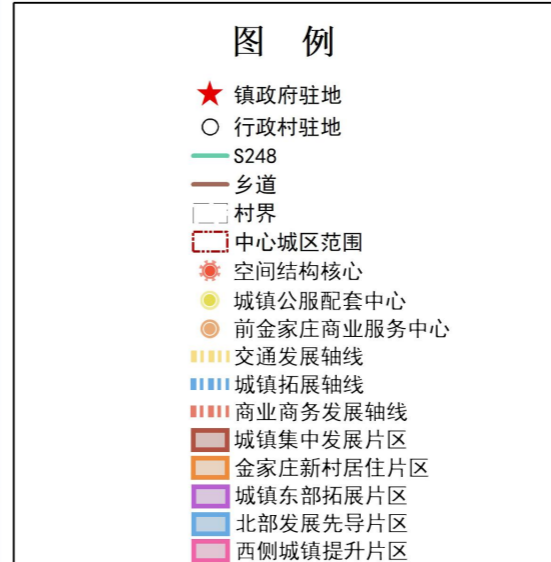 图 例
镇政府驻地
行政村驻地
S248
乡道
村界
中心城区范围
空间结构核心
城镇公服配套中心
前金家庄商业服务中心
交通发展轴线
城镇拓展轴线
商业商务发展轴线
城镇集中发展片区
金家庄新村居住片区
城镇东部拓展片区
北部发展先导片区
西侧城镇提升片区